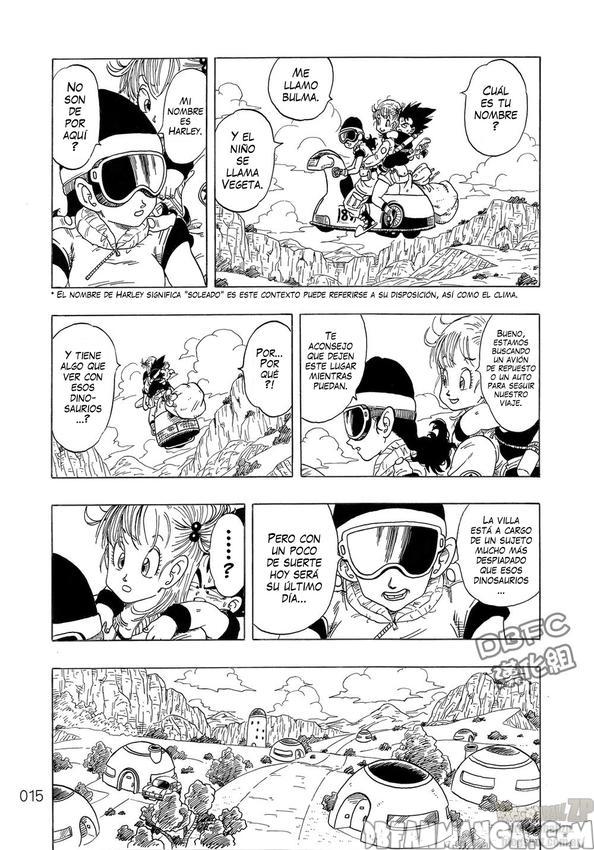 CUÁL
ES TU
NOMBRE?
ME
LLAMO
BULMA.
Y EL
NIÑO SE
LLAMA
VEGETA.
MI
NOMBRE
ES
HARLEY.
NO
SON
DE
POR
AQUÍ?
* EL NOMBRE DE HARLEY SIGNIFICA "SOLEADO" ES ESTE CONTEXTO PUEDE REFERIRSE A SU DISPOSICIÓN, ASÍ COMO EL CLIMA.
BUENO,
ESTAMOS
BUSCANDO
UN AVIÓN
DE REPUESTO
O UN AUTO
PARA SEGUIR
NUESTRO
VIAJE.
TE
ACONSEJO
QUE DEJEN
ESTE LUGAR
MIENTRAS
PUEDAN.
POR...
POR
QUÉ?!
Y TIENE
ALGO QUE
VER CON
ESOS
DINO-
SAURIOS
...?
LA VILLA
ESTÁ A
CARGO DE
UN SUJETO
MUCHO MÁS
DESPIADADO
QUE ESOS
DINOSAURIOS
...
PERO CON
UN POCO
DE SUERTE
HOY SERÁ
SU ÚLTIMO
DÍA...
......?
DBFC
漢化組
015
DBFANMANGA.COM